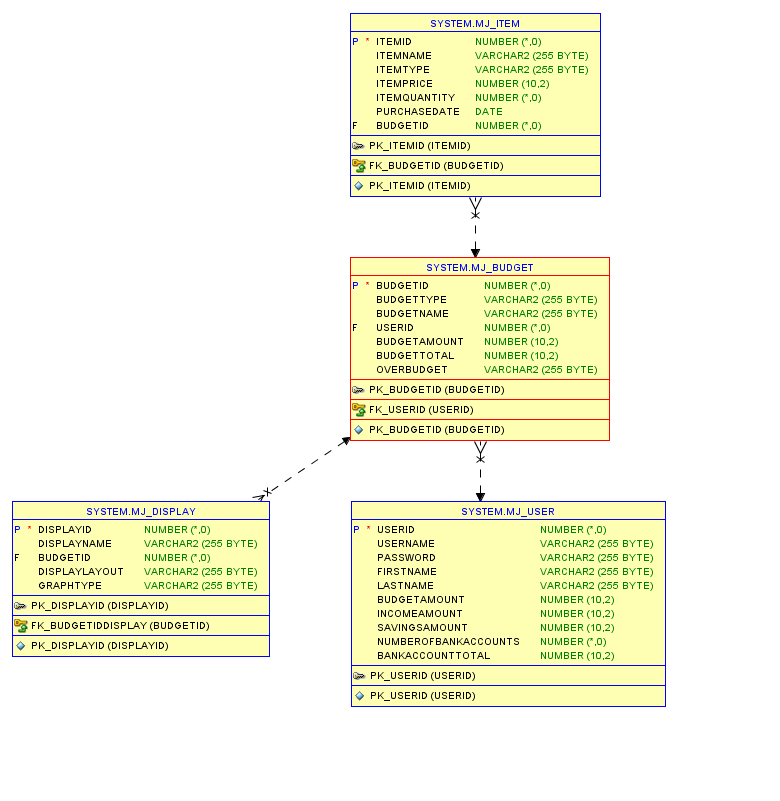 SYSTEM.MJ_ITEM
P * ITEMID NUMBER (*,0)
ITEMNAME VARCHAR2 (255 BYTE)
ITEMTYPE VARCHAR2 (255 BYTE)
ITEMPRICE NUMBER (10,2)
ITEMQUANTITY NUMBER (*,0)
PURCHASEDATE DATE
F BUDGETID NUMBER (*,0)
PK_ITEMID (ITEMID)
FK_BUDGETID (BUDGETID)
PK_ITEMID (ITEMID)
SYSTEM.MJ_BUDGET
P * BUDGETID NUMBER (*,0)
BUDGETTYPE VARCHAR2 (255 BYTE)
BUDGETNAME VARCHAR2 (255 BYTE)
F USERID NUMBER (*,0)
BUDGETAMOUNT NUMBER (10,2)
BUDGETTOTAL NUMBER (10,2)
OVERBUDGET VARCHAR2 (255 BYTE)
PK_BUDGETID (BUDGETID)
FK_USERID (USERID)
PK_BUDGETID (BUDGETID)
SYSTEM.MJ_DISPLAY
P * DISPLAYID NUMBER (*,0)
DISPLAYNAME VARCHAR2 (255 BYTE)
F BUDGETID NUMBER (*,0)
DISPLAYLAYOUT VARCHAR2 (255 BYTE)
GRAPHTYPE VARCHAR2 (255 BYTE)
PK_DISPLAYID (DISPLAYID)
FK_BUDGETIDDISPLAY (BUDGETID)
PK_DISPLAYID (DISPLAYID)
SYSTEM.MJ_USER
P * USERID NUMBER (*,0)
USERNAME VARCHAR2 (255 BYTE)
PASSWORD VARCHAR2 (255 BYTE)
FIRSTNAME VARCHAR2 (255 BYTE)
LASTNAME VARCHAR2 (255 BYTE)
BUDGETAMOUNT NUMBER (10,2)
INCOMEAMOUNT NUMBER (10,2)
SAVINGSAMOUNT NUMBER (10,2)
NUMBEROFBANKACCOUNTS NUMBER (*,0)
BANKACCOUNTTOTAL NUMBER (10,2)
PK_USERID (USERID)
PK_USERID (USERID)